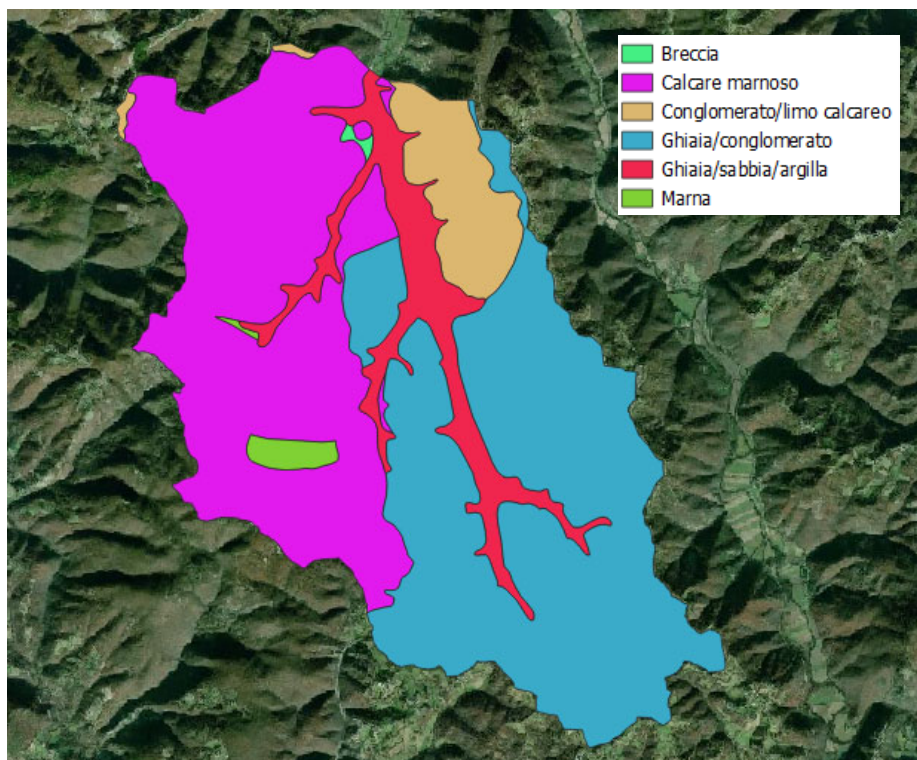 Breccia
Calcare marnoso
Conglomerato/limo calcareo
Ghiaia/conglomerato
Ghiaia/sabbia/argilla
Marna